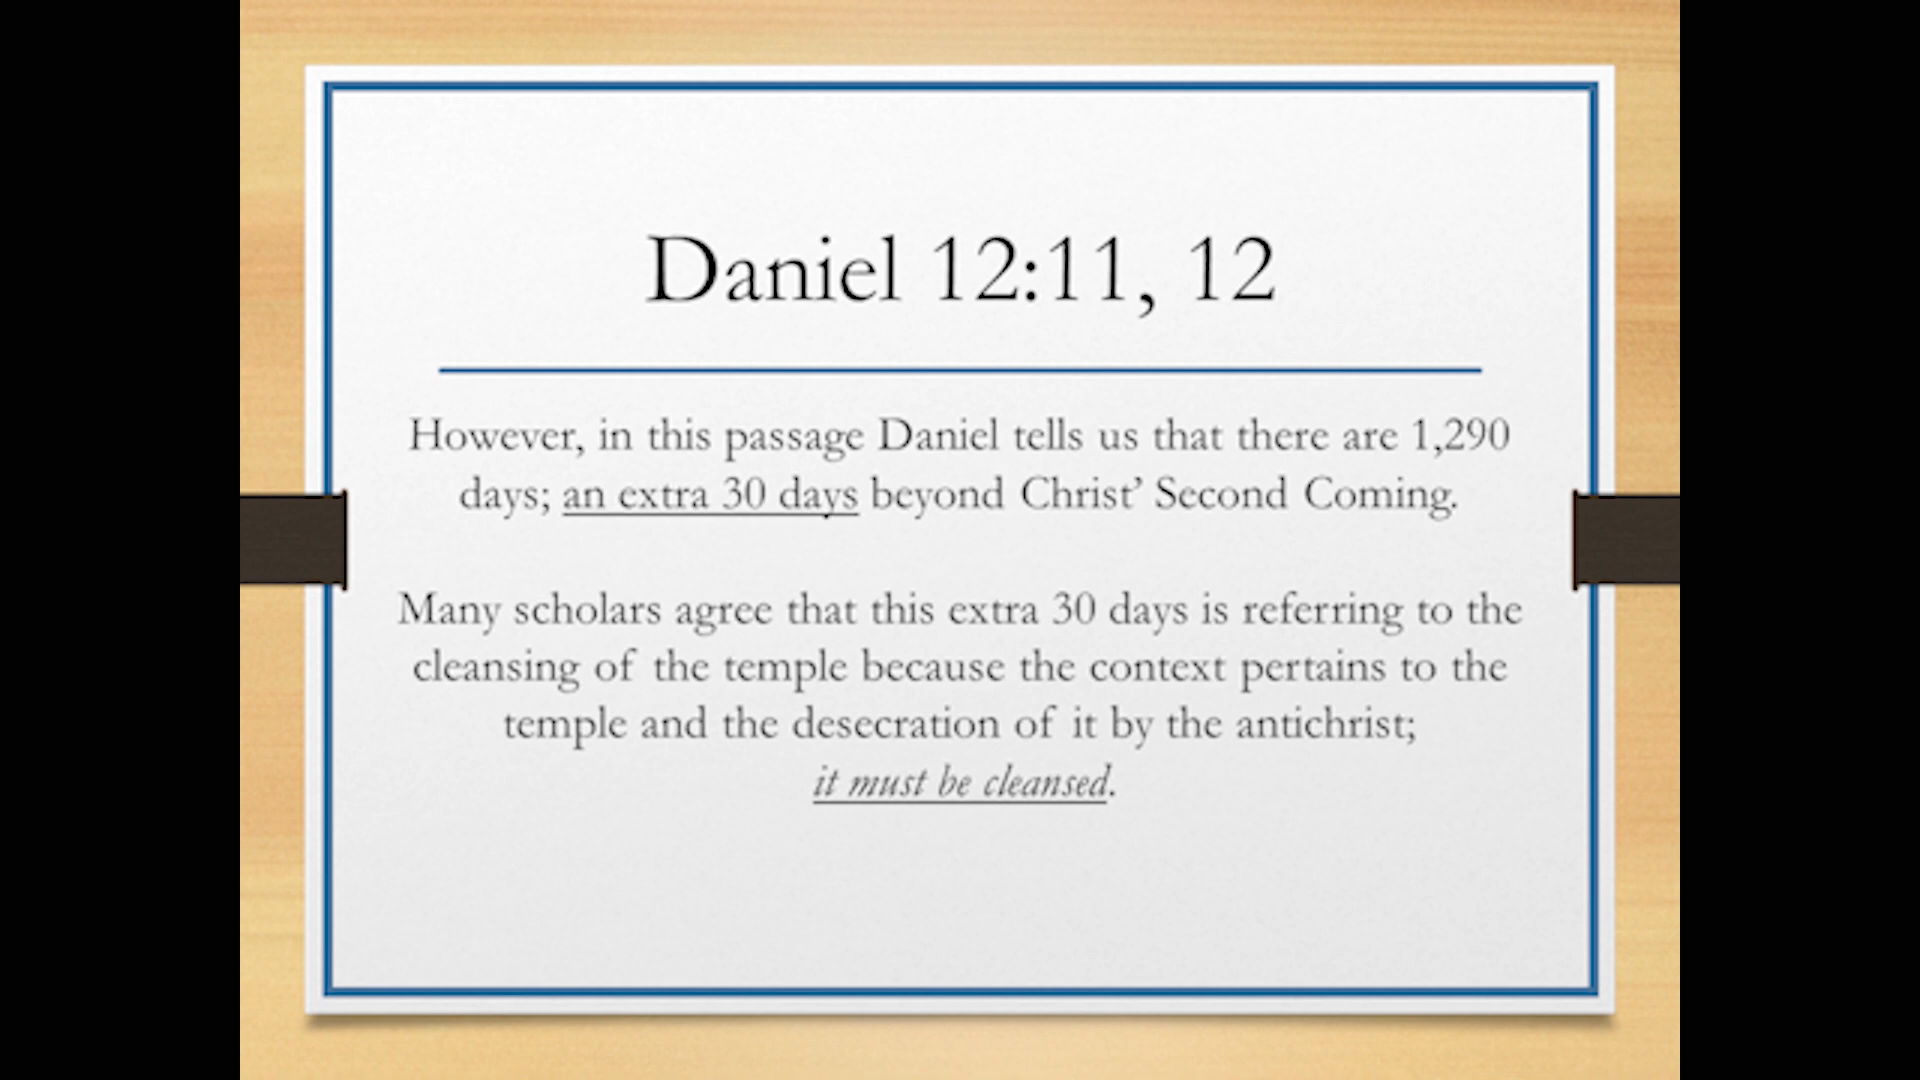 Daniel 12:11, 12
However, in this passage Daniel tells us that there are 1,290
days; an extra 30 days beyond Christ’ Second Coming.
Many scholars agree that this extra 30 days is referring to the
cleansing of the temple because the context pertains to the
temple and the desecration of it by the antichrist;
it must be cleansed.